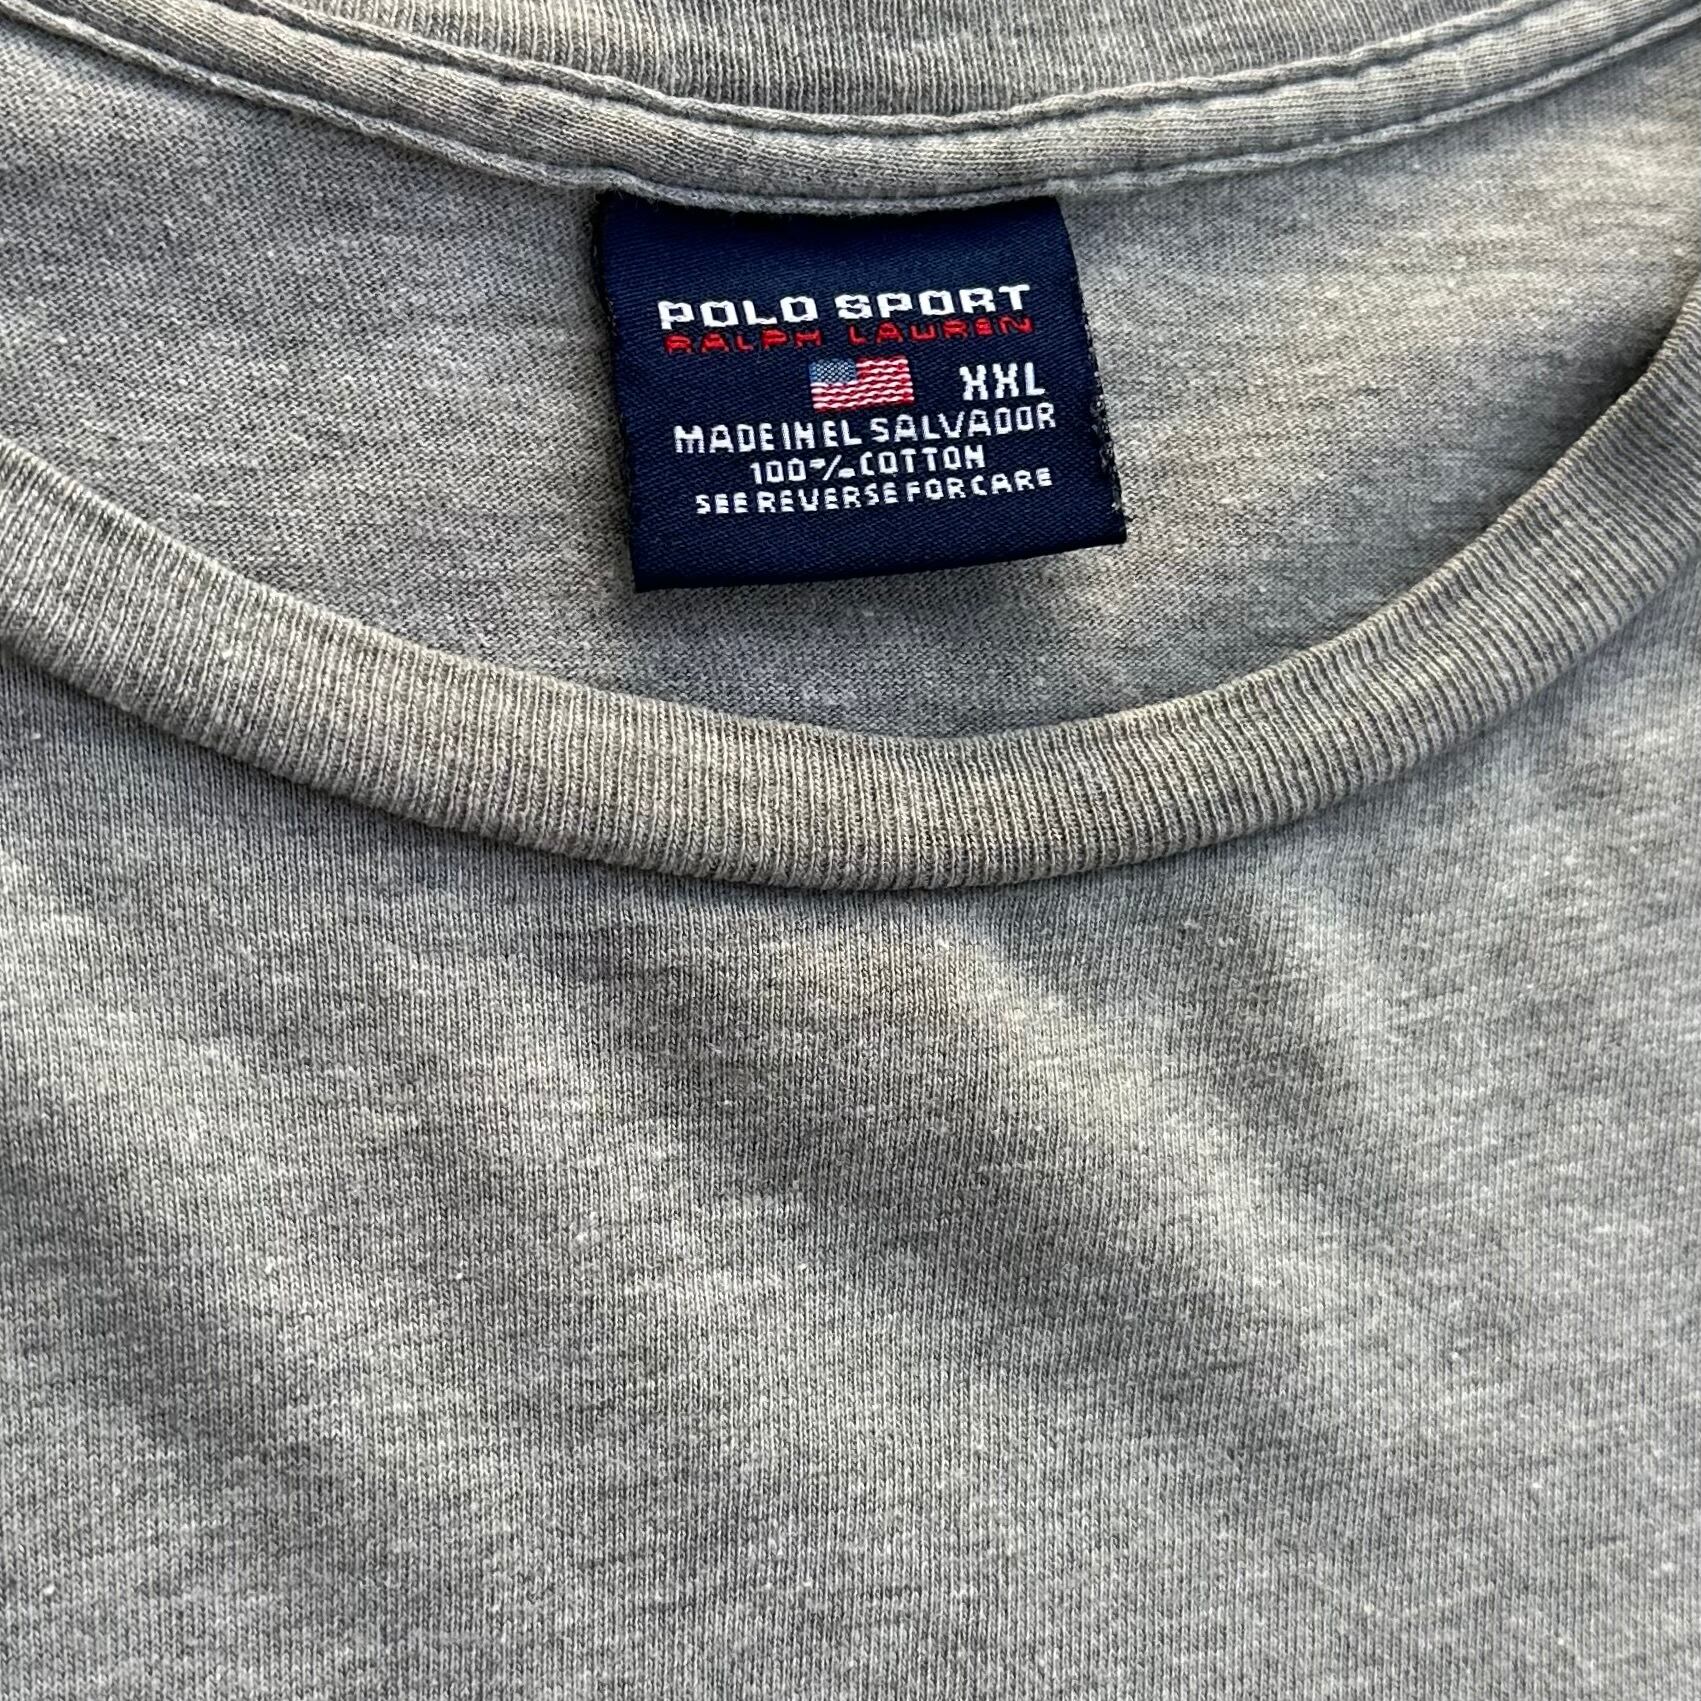 POLO SPORT
RALPH LAUREN
XXL
MADE IN EL SALVADOR
100% COTTON
SEE REVERSE FOR CARE